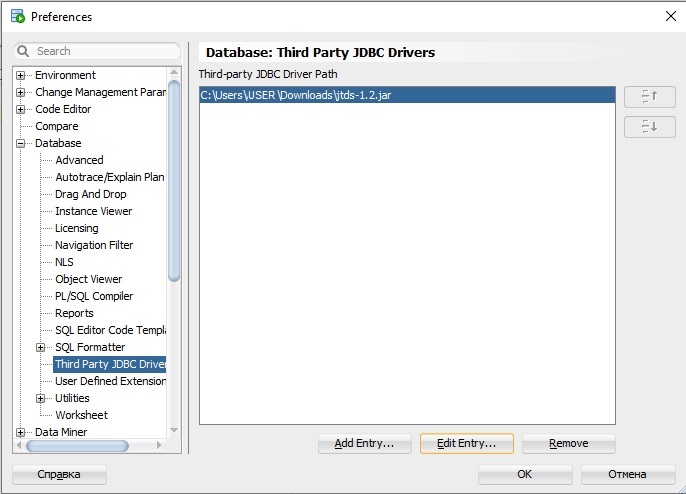 Preferences
Search
Environment
Change Management Paran
Code Editor
Compare
Database
Advanced
Autotrace/Explain Plan
Drag And Drop
Instance Viewer
Licensing
Navigation Filter
NLS
Object Viewer
PL/SQL Compiler
Reports
SQL Editor Code Templa
SQL Formatter
Third Party JDBC Driver
User Defined Extension
Utilities
Worksheet
Data Miner
Database: Third Party JDBC Drivers
Third-party JDBC Driver Path
C:\Users\USER\Downloads\jtds-1.2.jar
Add Entry... Edit Entry... Remove
Справка OK Отмена